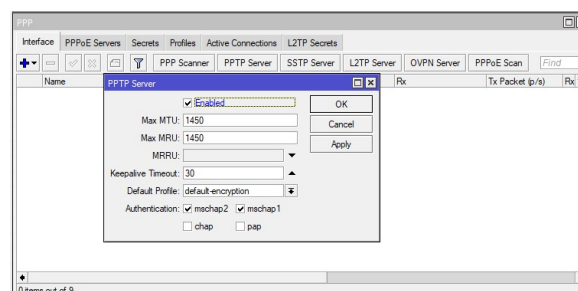 PPP
Interface PPPoE Servers Secrets Profiles Active Connections L2TP Secrets
PPP Scanner PPTP Server SSTP Server L2TP Server OVPN Server PPPoE Scan Find
Name Rx Tx Packet (p/s) Rx
PPTP Server
Enabled
OK
Max MTU: 1450
Cancel
Max MRU: 1450
Apply
MRRU:
Keepalive Timeout: 30
Default Profile: default-encryption
Authentication: mschap2 mschap1
chap pap
0 items out of 9